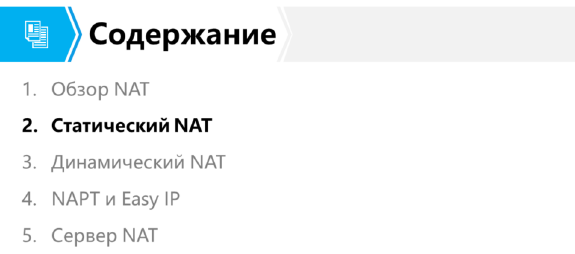 Содержание
1. Обзор NAT
2. Статический NAT
3. Динамический NAT
4. NAPT и Easy IP
5. Сервер NAT